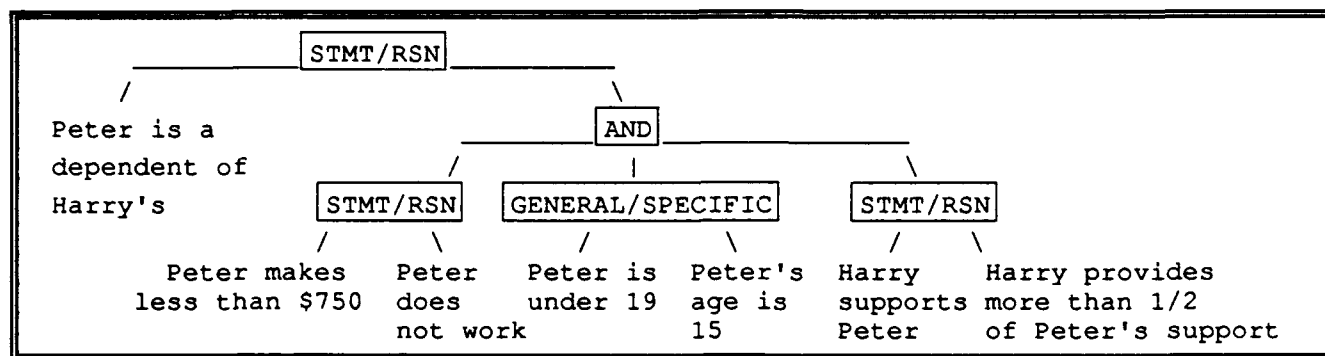 STMT/RSN
Peter is a
dependent of
Harry's
AND
STMT/RSN GENERAL/SPECIFIC STMT/RSN
Peter makes
less than $750
Peter
does
not work
Peter is
under 19
Peter's
age is
15
Harry
supports
Peter
Harry provides
more than 1/2
of Peter's support